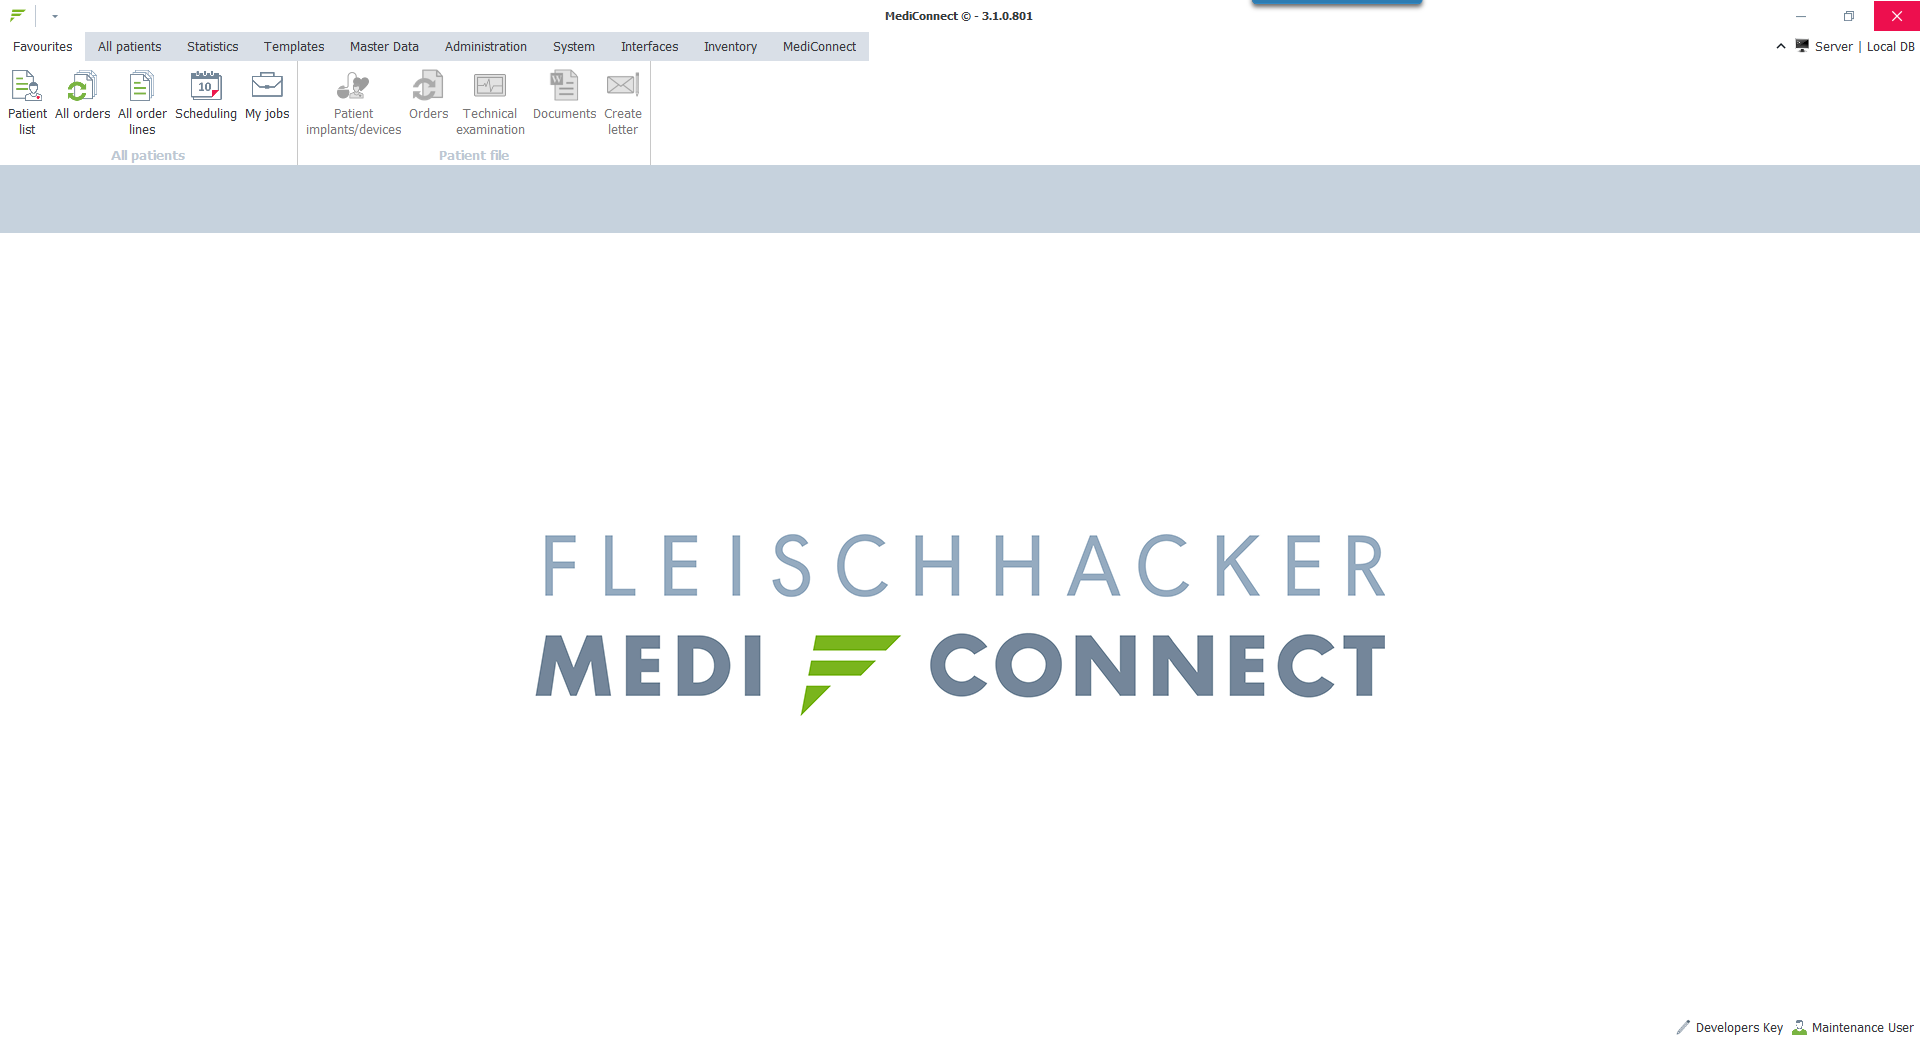 MediConnect © - 3.1.0.801
Favourites All patients Statistics Templates Master Data Administration System Interfaces Inventory MediConnect Server | Local DB
Patient list All orders All order lines Scheduling 10 My jobs Patient implants/devices Orders Technical examination W Documents Create letter
All patients Patient file
FLEISCHHACKER
MEDI CONNECT
Developers Key Maintenance User